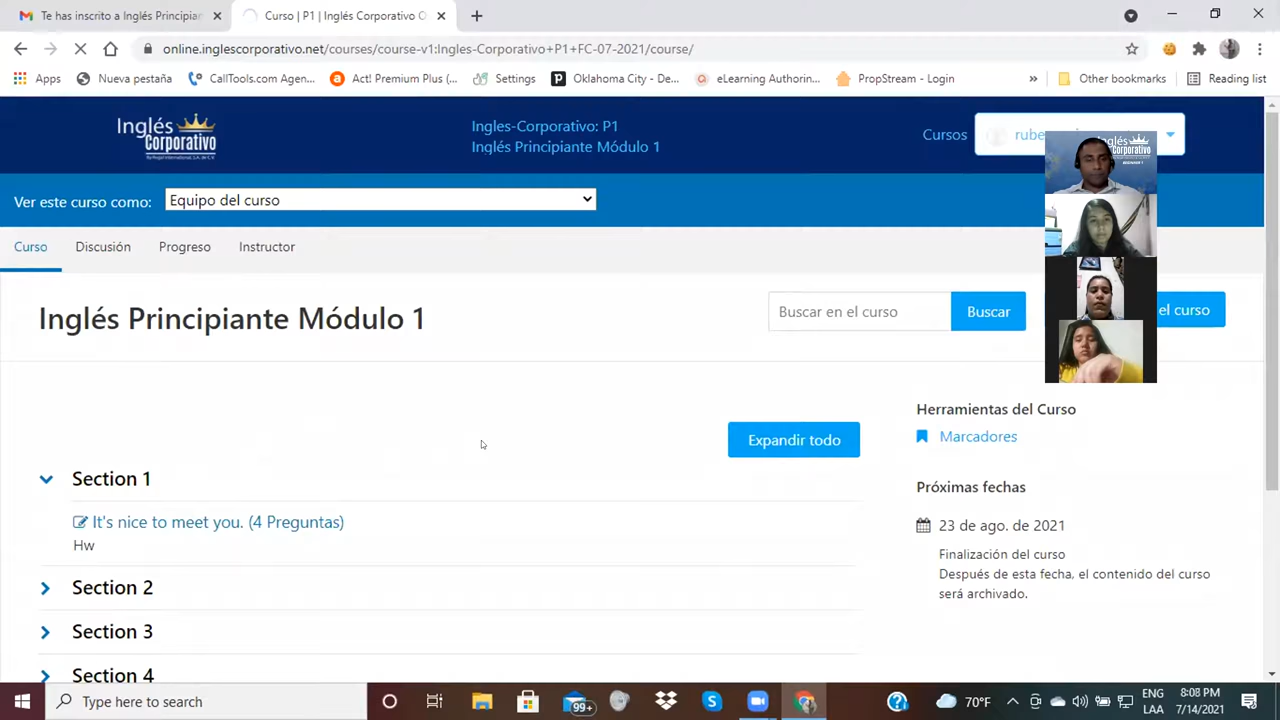 Te has inscrito a Inglés Principiar
Curso | P1 | Inglés Corporativo O
online.inglescorporativo.net/courses/course-v1:Ingles-Corporativo+P1+FC-07-2021/course/
Apps
Nueva pestaña
CallTools.com Agen...
Act! Premium Plus (...
Settings
Oklahoma City - De...
eLearning Authorin...
PropStream - Login
»
Other bookmarks
Reading list
Inglés Corporativo
Ingles-Corporativo: P1
Inglés Principiante Módulo 1
Cursos
rube
Inglés
Corporativo
Ver este curso como:
Equipo del curso
Curso
Discusión
Progreso
Instructor
Inglés Principiante Módulo 1
Buscar en el curso
Buscar
el curso
Herramientas del Curso
Marcadores
Expandir todo
Section 1
It's nice to meet you. (4 Preguntas)
Hw
Section 2
Section 3
Section 4
Próximas fechas
23 de ago. de 2021
Finalización del curso
Después de esta fecha, el contenido del curso
será archivado.
Type here to search
99+
70°F
ENG
LAA
8:08 PM
7/14/2021